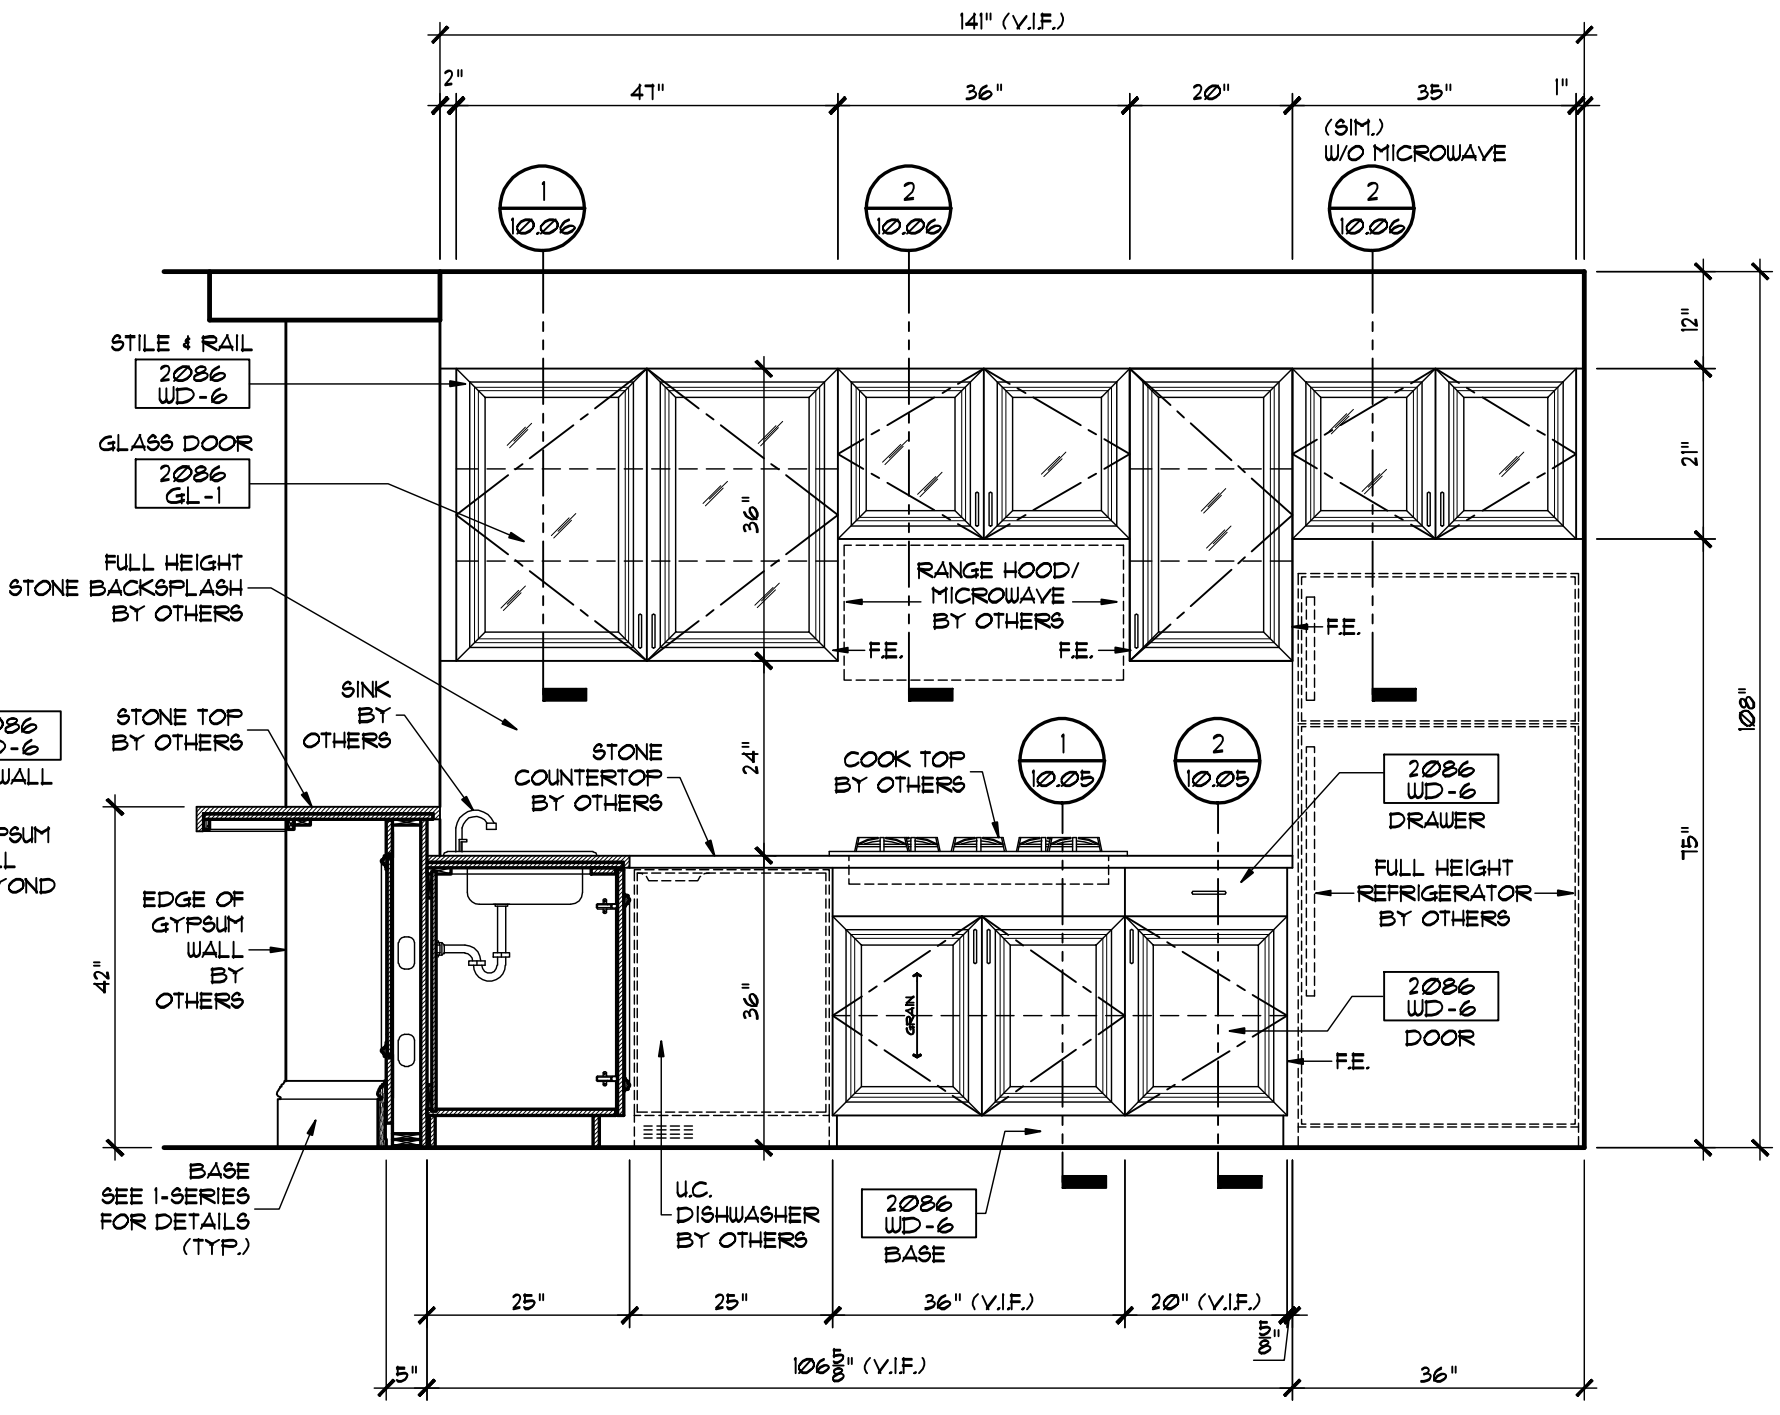 141" (V.I.F.)
2"
47"
36"
20"
35"
1"
(SIM.)
W/O MICROWAVE
1
10.06
2
10.06
2
10.06
STILE & RAIL
2086
WD-6
GLASS DOOR
2086
GL-1
FULL HEIGHT
STONE BACKSPLASH
BY OTHERS
36"
RANGE HOOD/
MICROWAVE
BY OTHERS
F.E.
F.E.
F.E.
12"
21"
108"
75"
SINK
BY
OTHERS
STONE TOP
BY OTHERS
WALL
STONE
COUNTERTOP
BY OTHERS
24"
COOK TOP
BY OTHERS
1
10.05
2
10.05
2086
WD-6
DRAWER
FULL HEIGHT
REFRIGERATOR
BY OTHERS
2086
WD-6
DOOR
F.E.
EDGE OF
GYPSUM
WALL
BY
OTHERS
42"
36"
GRAIN
BASE
SEE 1-SERIES
FOR DETAILS
(TYP.)
U.C.
DISHWASHER
BY OTHERS
2086
WD-6
BASE
25"
25"
36" (V.I.F.)
20" (V.I.F.)
5/8"
5"
106 5/8" (V.I.F.)
36"